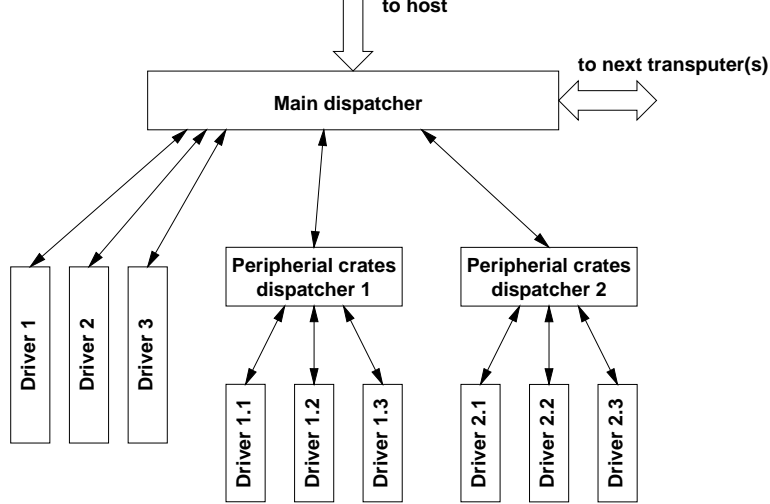 to host
to next transputer(s)
Main dispatcher
Peripherial crates
dispatcher 1
Peripherial crates
dispatcher 2
Driver 1
Driver 2
Driver 3
Driver 1.1
Driver 1.2
Driver 1.3
Driver 2.1
Driver 2.2
Driver 2.3